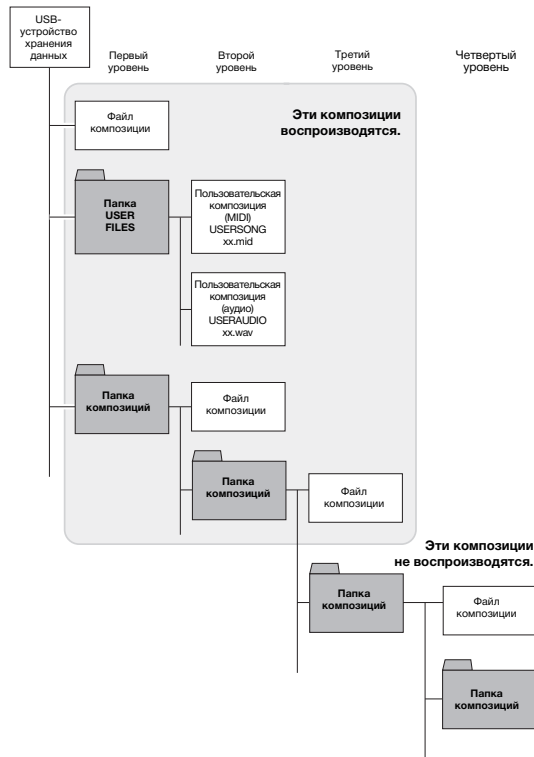 USB-
устройство
хранения
данных
Первый
уровень
Второй
уровень
Третий
уровень
Четвертый
уровень
Файл
композиции
Эти композиции
воспроизводятся.
Папка
USER
FILES
Пользовательская
композиция
(MIDI)
USERSONG
xx.mid
Пользовательская
композиция
(аудио)
USERAUDIO
xx.wav
Папка
композиций
Файл
композиции
Папка
композиций
Файл
композиции
Эти композиции
не воспроизводятся.
Папка
композиций
Файл
композиции
Папка
композиций